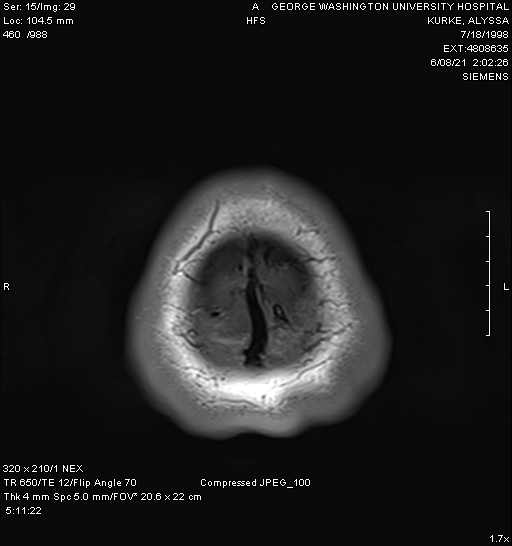 Ser: 15/Img: 29
Loc: 104.5 mm
460 /988
A
HFS
GEORGE WASHINGTON UNIVERSITY HOSPITAL
KURKE, ALYSSA
7/18/1998
EXT:4808635
6/08/21 2:02:26
SIEMENS
R
L
320 x 210/1 NEX
TR 650/TE 12/Flip Angle 70
Thk 4 mm Spc 5.0 mm/FOV* 20.6 x 22 cm
5:11:22
Compressed JPEG_100
1.7x